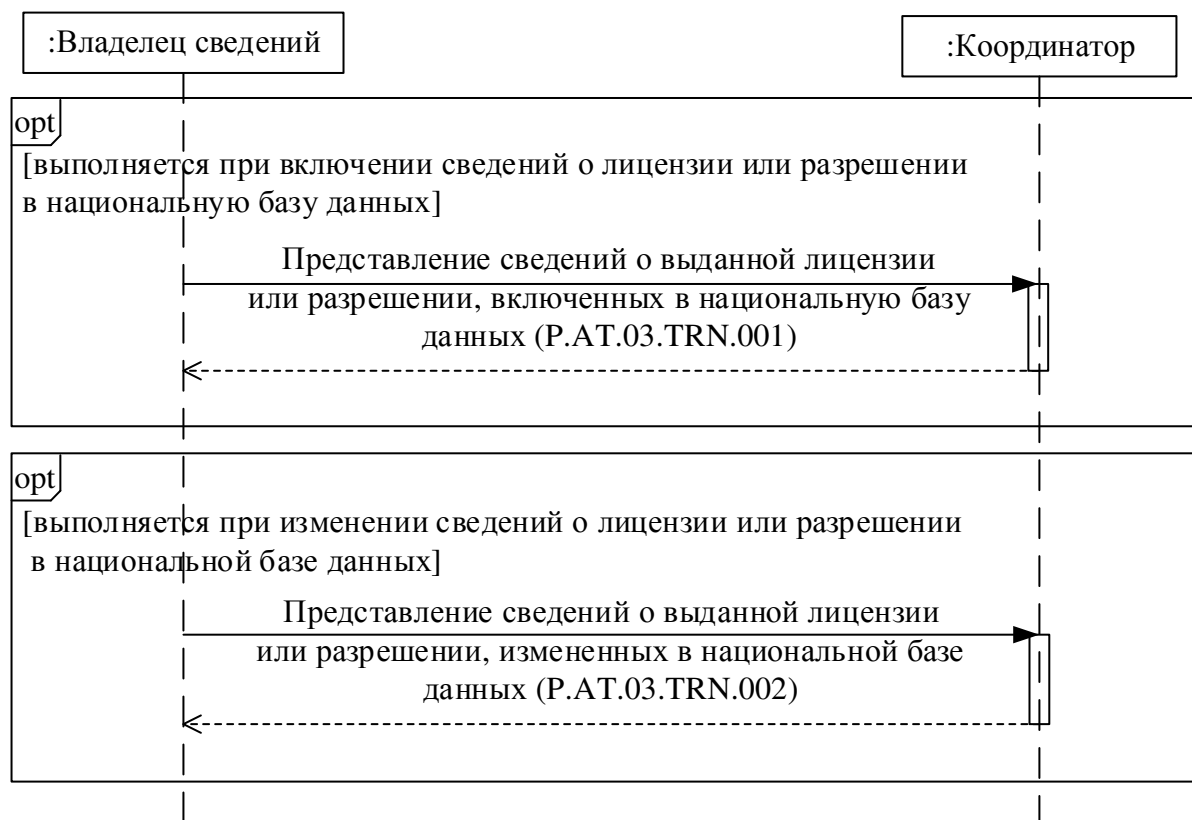 :Владелец сведений
:Координатор
opt
[выполняется при включении сведений о лицензии или разрешении
в национальную базу данных]
Представление сведений о выданной лицензии
или разрешении, включенных в национальную базу
данных (P.AT.03.TRN.001)
opt
[выполняется при изменении сведений о лицензии или разрешении
в национальной базе данных]
Представление сведений о выданной лицензии
или разрешении, измененных в национальной базе
данных (P.AT.03.TRN.002)